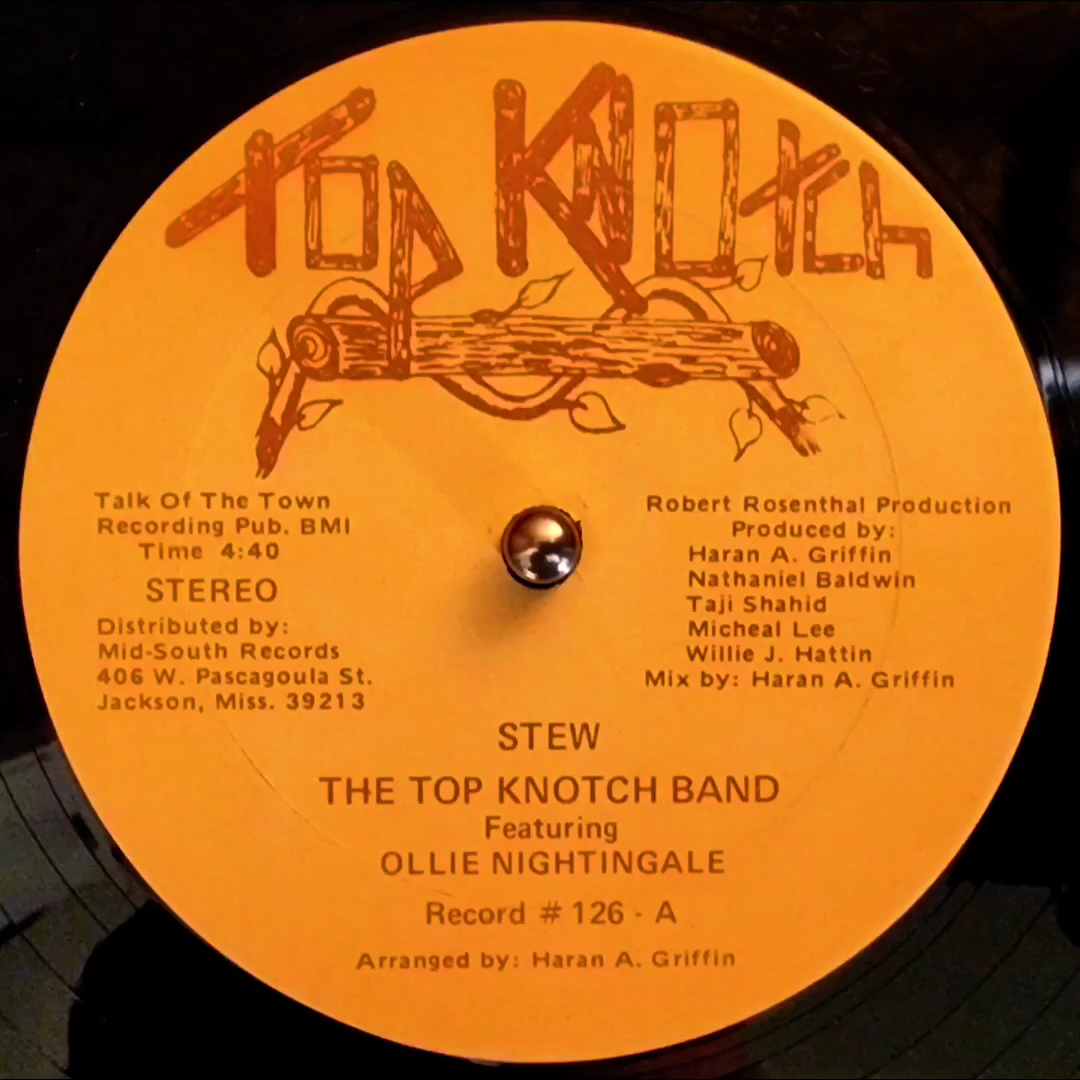 Top Knotch
Talk Of The Town
Recording Pub. BMI
Time 4:40
STEREO
Distributed by:
Mid-South Records
406 W. Pascagoula St.
Jackson, Miss. 39213
Robert Rosenthal Production
Produced by:
Haran A. Griffin
Nathaniel Baldwin
Taji Shahid
Micheal Lee
Willie J. Hattin
Mix by: Haran A. Griffin
STEW
THE TOP KNOTCH BAND
Featuring
OLLIE NIGHTINGALE
Record # 126 - A
Arranged by: Haran A. Griffin